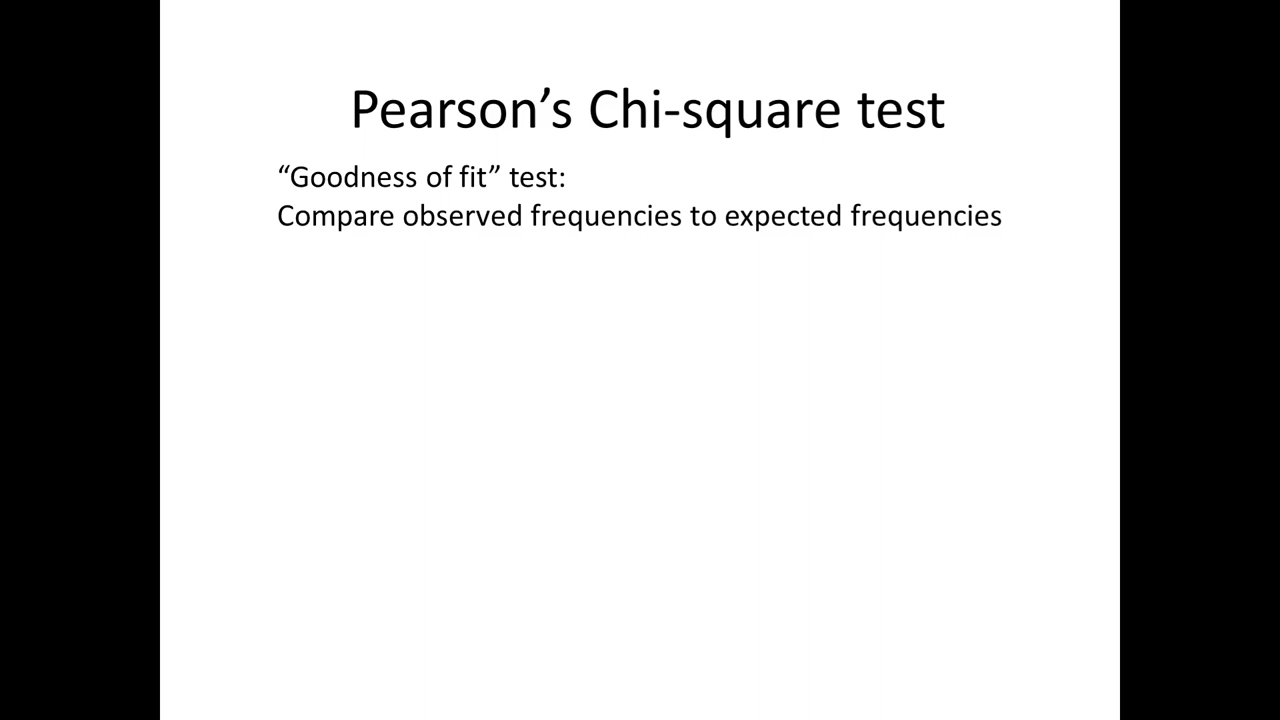 Pearson’s Chi-square test
“Goodness of fit” test:
Compare observed frequencies to expected frequencies